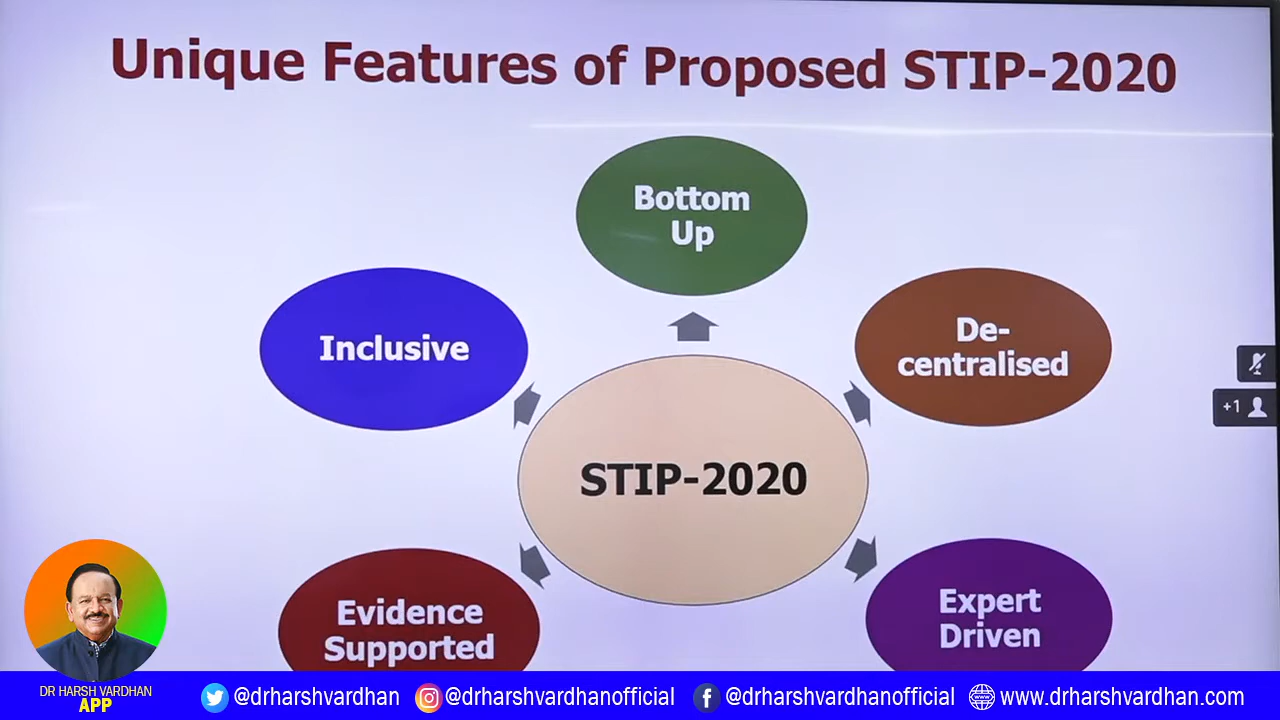 Unique Features of Proposed STIP-2020
Bottom
Up
Inclusive
De-
centralised
STIP-2020
Evidence
Supported
Expert
Driven
+1
DR HARSH VARDHAN
APP
@drharshvardhan
@drharshvardhanofficial
@drharshvardhanofficial
www.drharshvardhan.com